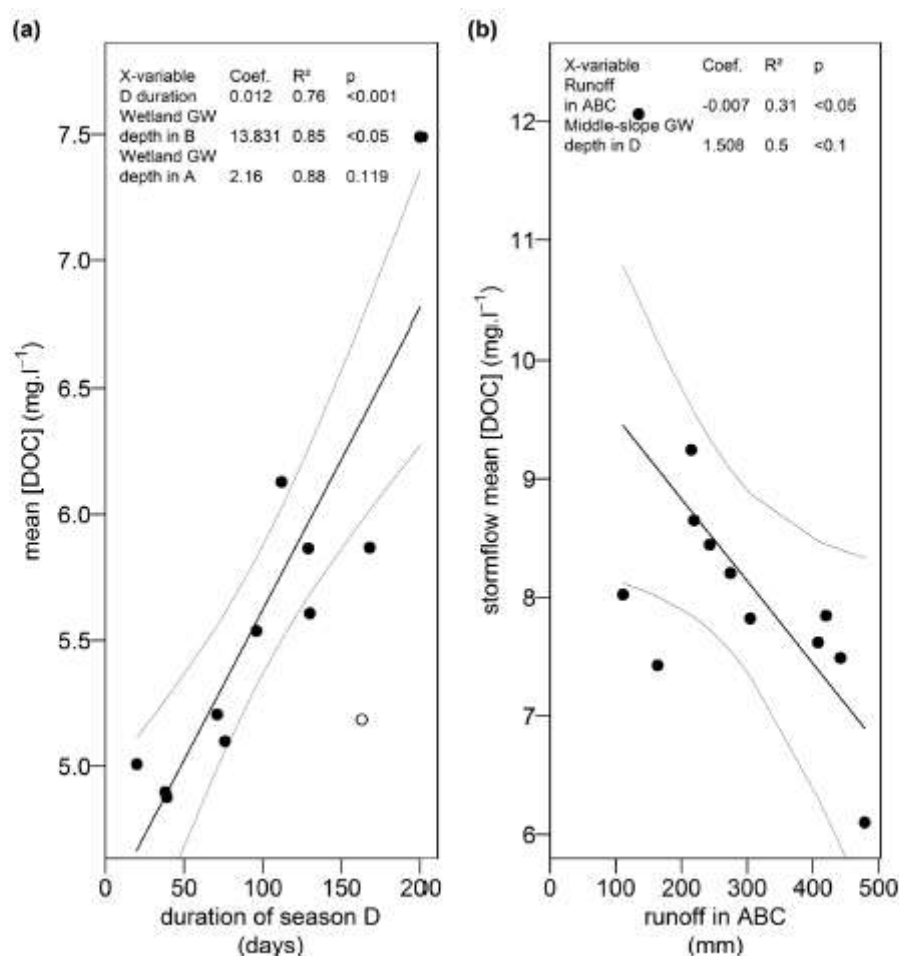 (a)
X-variable Coef. R² p
D duration 0.012 0.76 <0.001
Wetland GW
depth in B 13.831 0.85 <0.05
Wetland GW
depth in A 2.16 0.88 0.119
7.5
7.0
6.5
6.0
5.5
5.0
mean [DOC] (mg.l⁻¹)
0 50 100 150 200
duration of season D
(days)
(b)
X-variable Coef. R² p
Runoff
in ABC -0.007 0.31 <0.05
Middle-slope GW
depth in D 1.508 0.5 <0.1
12
11
10
9
8
7
6
stormflow mean [DOC] (mg.l⁻¹)
0 100 200 300 400 500
runoff in ABC
(mm)